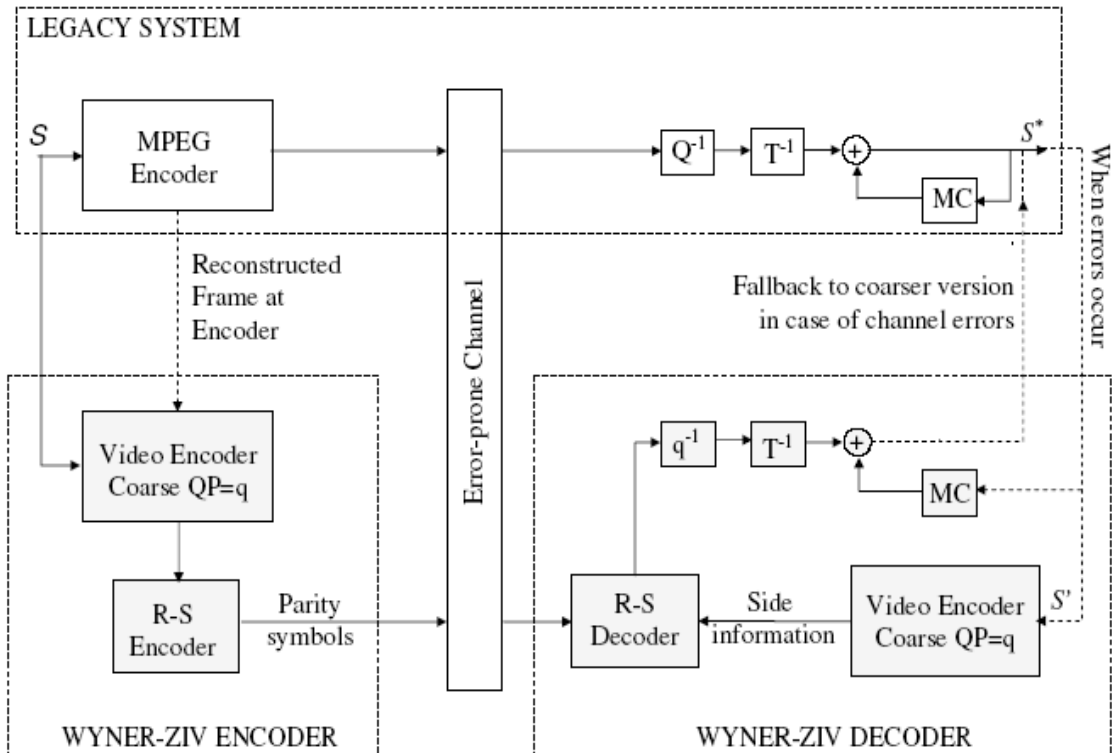 LEGACY SYSTEM
S
MPEG
Encoder
Q-1
T-1
+
S*
MC
When errors occur
Reconstructed
Frame at
Encoder
Error-prone Channel
Fallback to coarser version
in case of channel errors
Video Encoder
Coarse QP=q
q-1
T-1
+
MC
R-S
Encoder
Parity
symbols
R-S
Decoder
Side
information
Video Encoder
Coarse QP=q
S'
WYNER-ZIV ENCODER
WYNER-ZIV DECODER